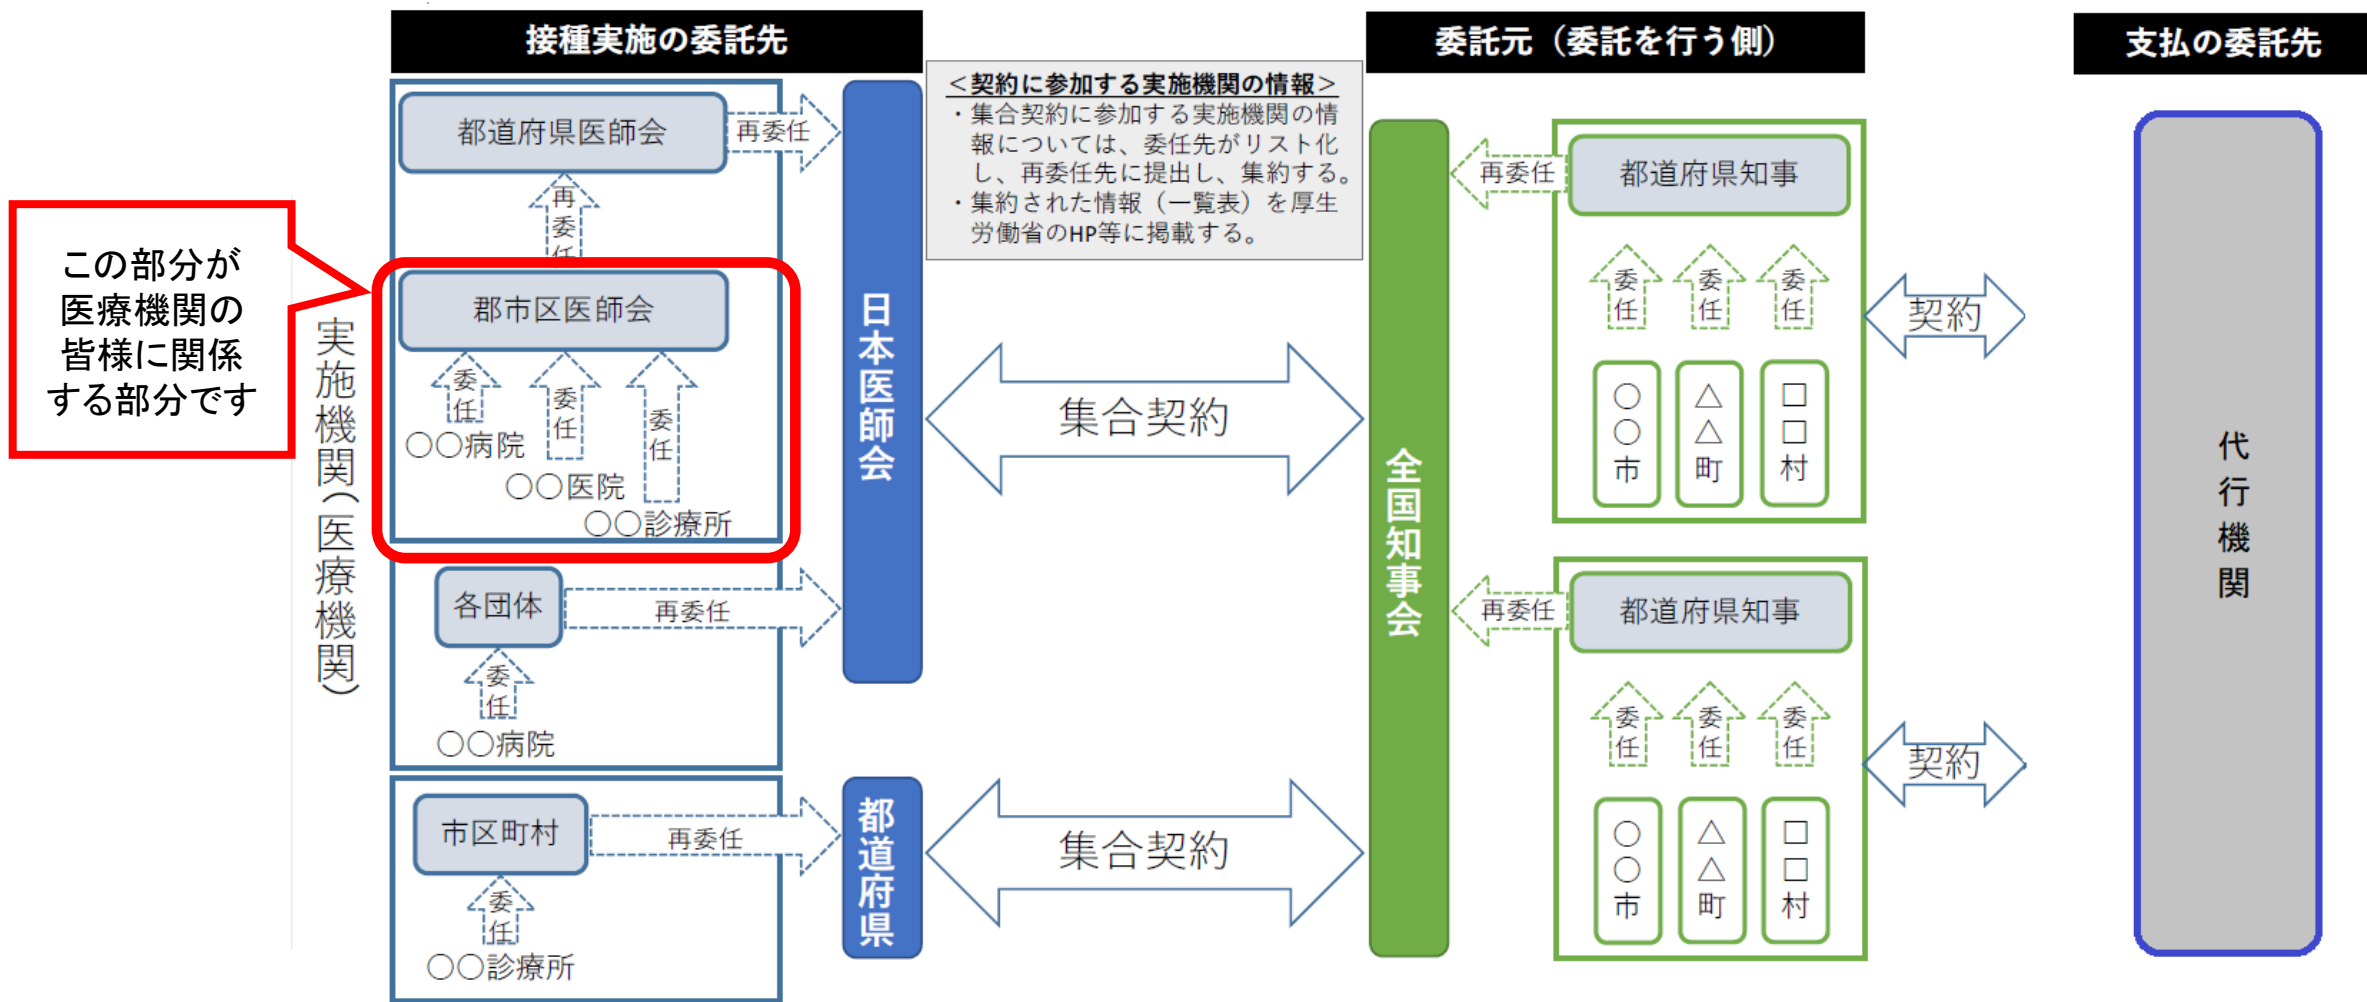 接種実施の委託先
委託元（委託を行う側）
支払の委託先
＜契約に参加する実施機関の情報＞
・集合契約に参加する実施機関の情
報については、委任先がリスト化
し、再委任先に提出し、集約する。
・集約された情報（一覧表）を厚生
労働省のHP等に掲載する。
この部分が
医療機関の
皆様に関係
する部分です
実施機関（医療機関）
都道府県医師会
再委任
再委任
郡市区医師会
委任
委任
委任
〇〇病院
〇〇医院
〇〇診療所
各団体
再委任
委任
〇〇病院
市区町村
再委任
委任
〇〇診療所
日本医師会
都道府県
集合契約
集合契約
全国知事会
再委任
都道府県知事
委任
委任
委任
〇〇市
△△町
□□村
再委任
都道府県知事
委任
委任
委任
〇〇市
△△町
□□村
契約
契約
代行機関